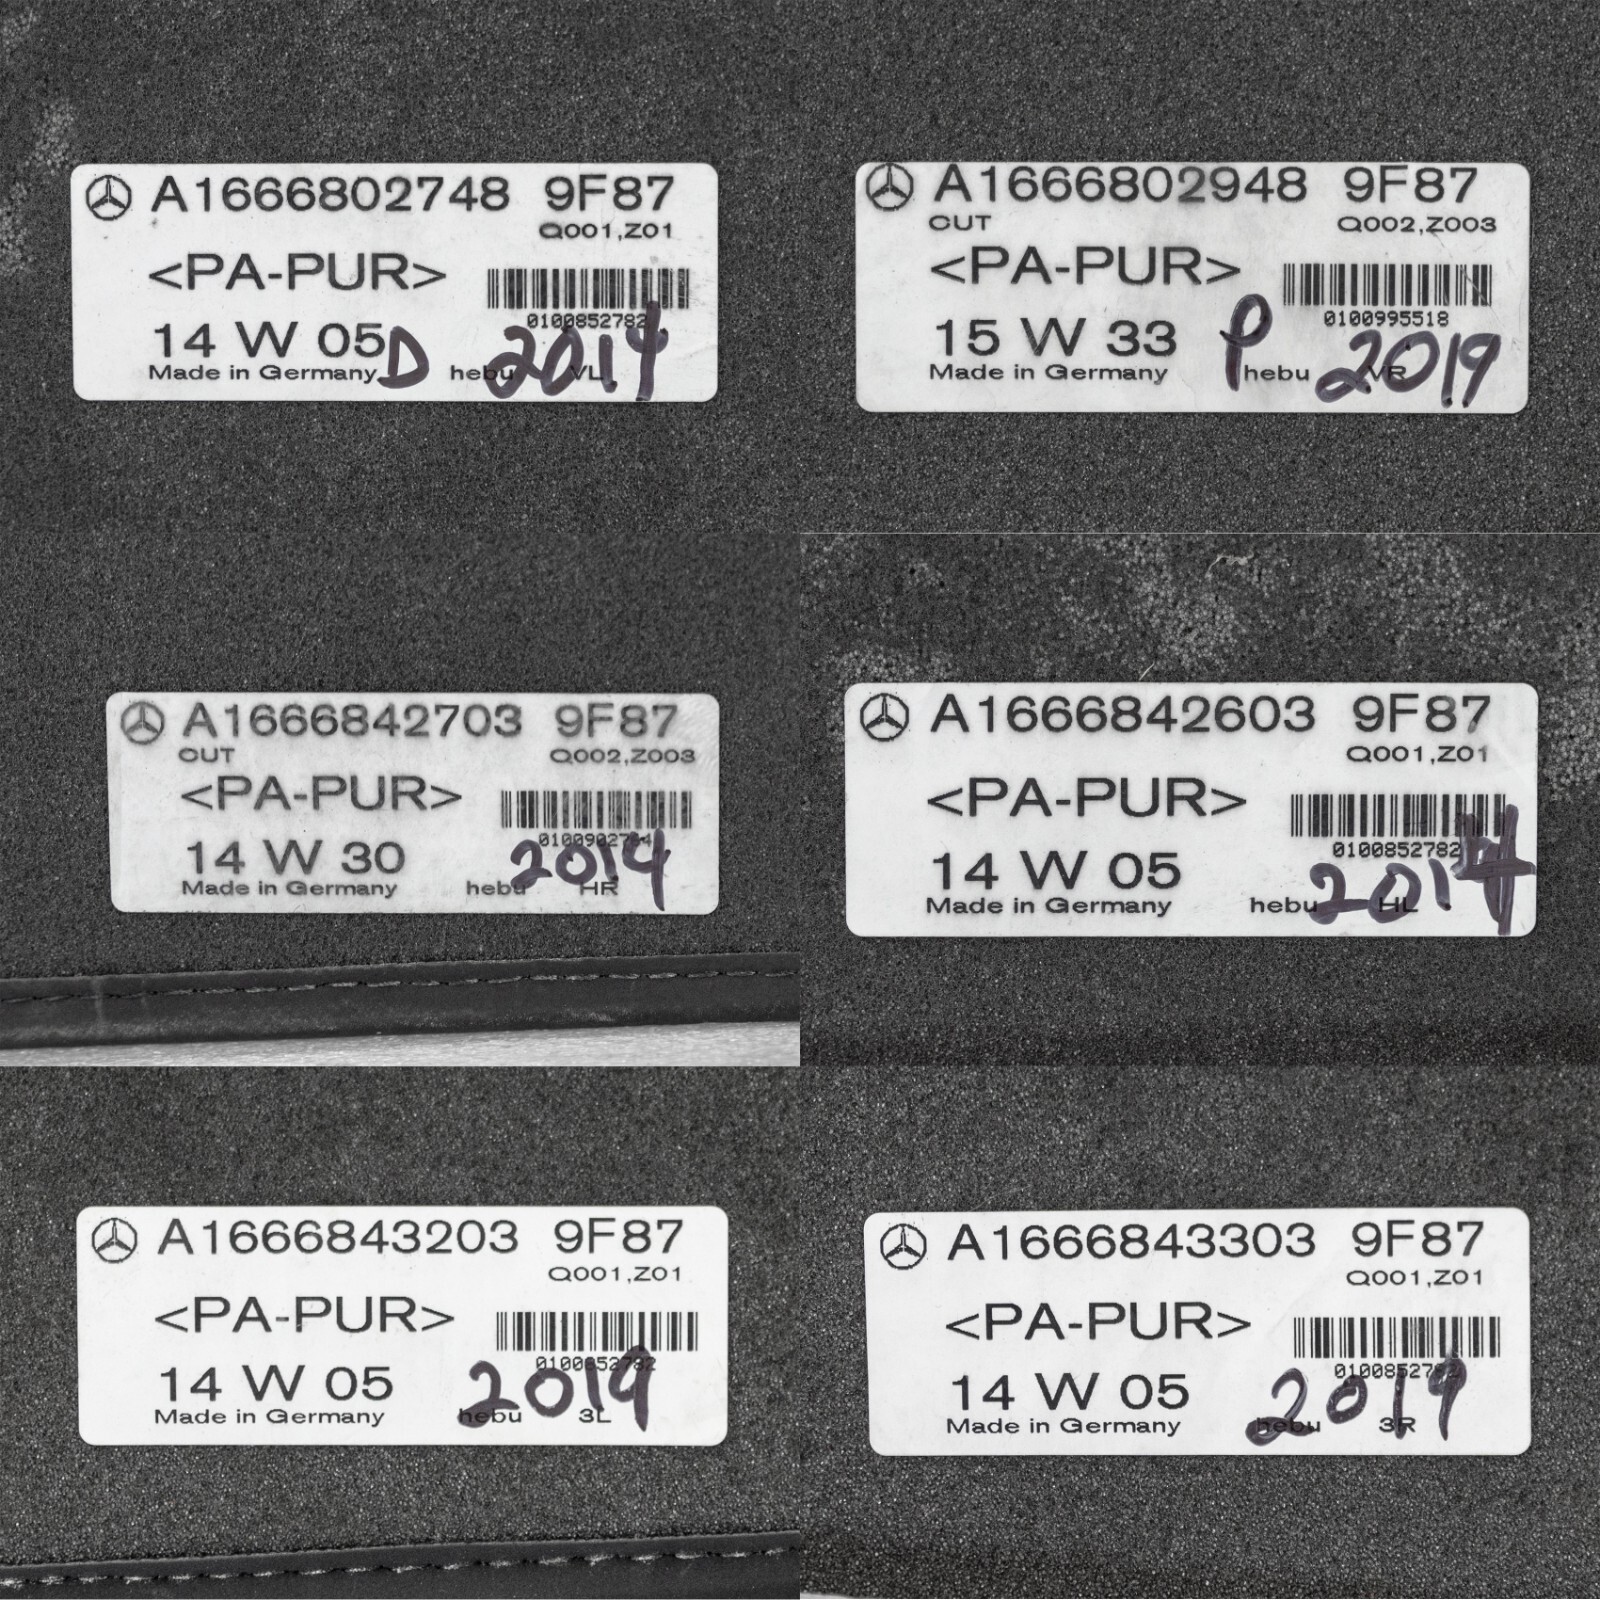 A1666802748 9F87
Q001,Z01
<PA-PUR>
0100852782
14 W 05 D 2014
Made in Germany hebu VL
A1666802948 9F87
CUT Q002,Z003
<PA-PUR>
0100995518
15 W 33 P 2019
Made in Germany hebu VR
A1666842703 9F87
CUT Q002,Z003
<PA-PUR>
14 W 30 2014
Made in Germany hebu HR
A1666842603 9F87
Q001,Z01
<PA-PUR>
0100852782
14 W 05 2014
Made in Germany hebu HL
A1666843203 9F87
Q001,Z01
<PA-PUR>
0100852782
14 W 05 2019
Made in Germany hebu 3L
A1666843303 9F87
Q001,Z01
<PA-PUR>
0100852782
14 W 05 2019
Made in Germany hebu 3R